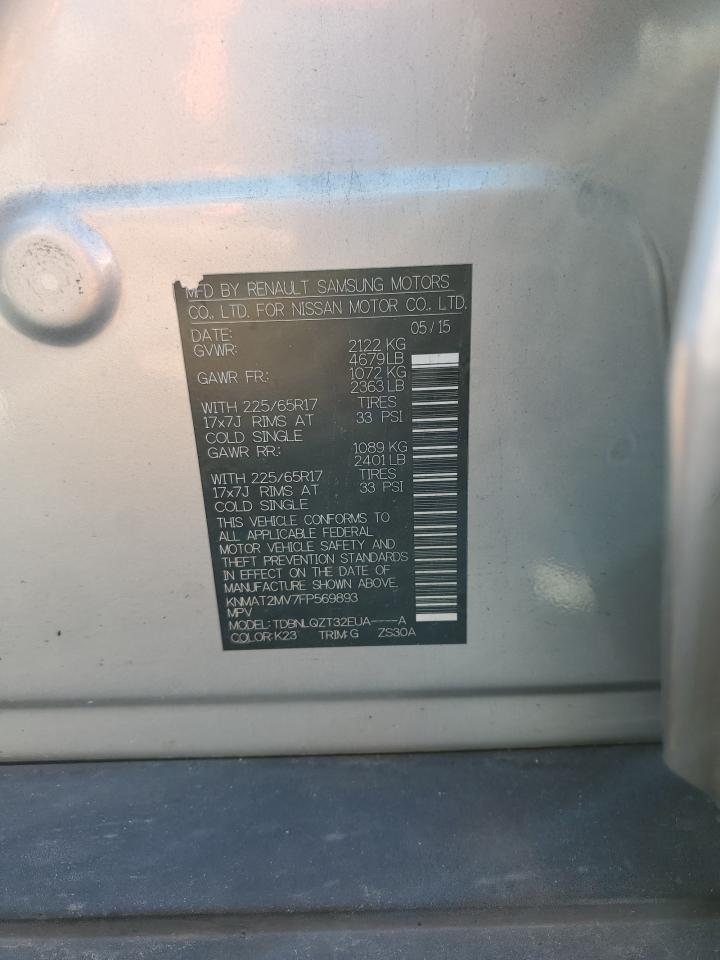 MFD BY RENAULT SAMSUNG MOTORS
CO., LTD. FOR NISSAN MOTOR CO., LTD.
DATE: 05/15
GVWR: 2122 KG
4679LB
GAWR FR.: 1072 KG
2363 LB
WITH 225/65R17 TIRES
17x7J RIMS AT 33 PSI
COLD SINGLE
GAWR RR.: 1089 KG
2401 LB
WITH 225/65R17 TIRES
17x7J RIMS AT 33 PSI
COLD SINGLE
THIS VEHICLE CONFORMS TO
ALL APPLICABLE FEDERAL
MOTOR VEHICLE SAFETY AND
THEFT PREVENTION STANDARDS
IN EFFECT ON THE DATE OF
MANUFACTURE SHOWN ABOVE.
KNMAT2MV7FP569893
MPV
MODEL: TDBNLQZT32EUA----A
COLOR: K23 TRIM: G ZS30A